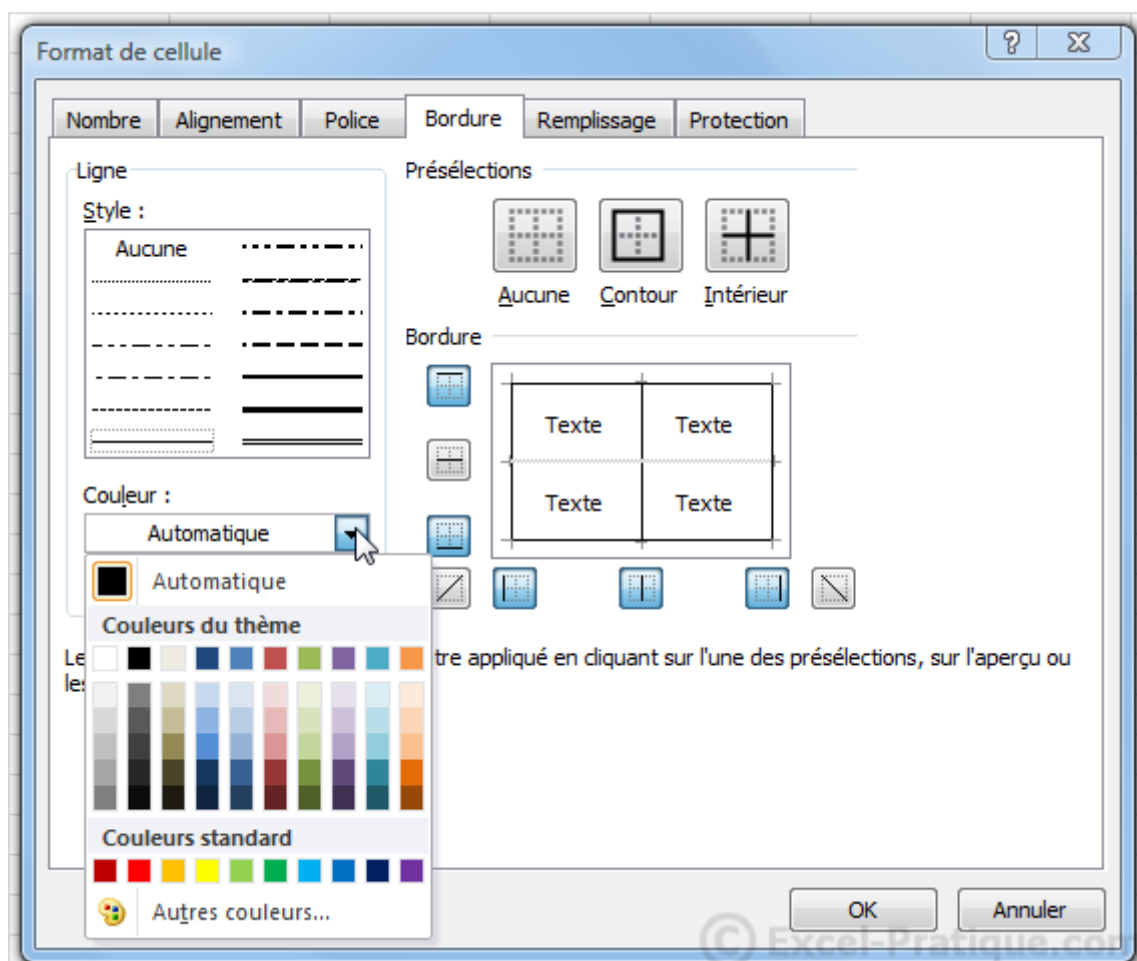 Format de cellule
Nombre Alignement Police Bordure Remplissage Protection
Ligne
Style :
Aucune
Couleur :
Automatique
Automatique
Couleurs du thème
Couleurs standard
Autres couleurs...
Présélections
Aucune Contour Intérieur
Bordure
Texte Texte
Texte Texte
Le tre appliqué en cliquant sur l'une des présélections, sur l'aperçu ou
les
OK Annuler
© Excel-Pratique.com